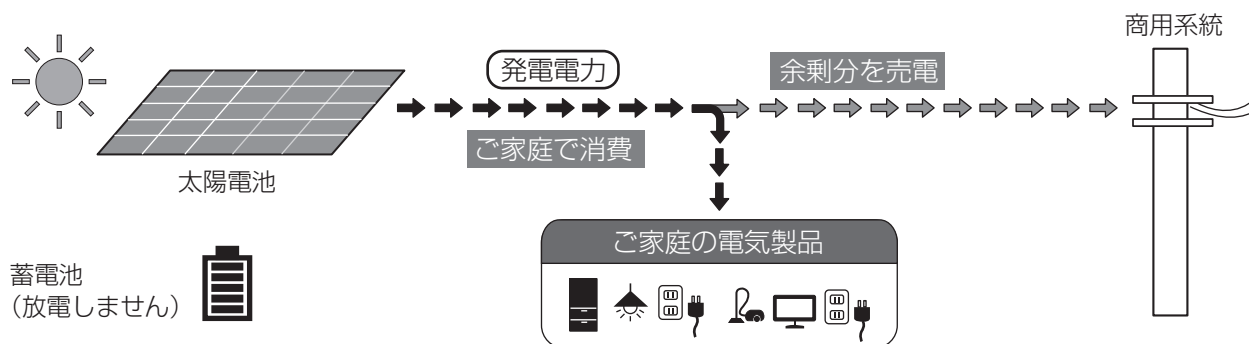 商用系統
発電電力
余剰分を売電
ご家庭で消費
太陽電池
ご家庭の電気製品
蓄電池
（放電しません）